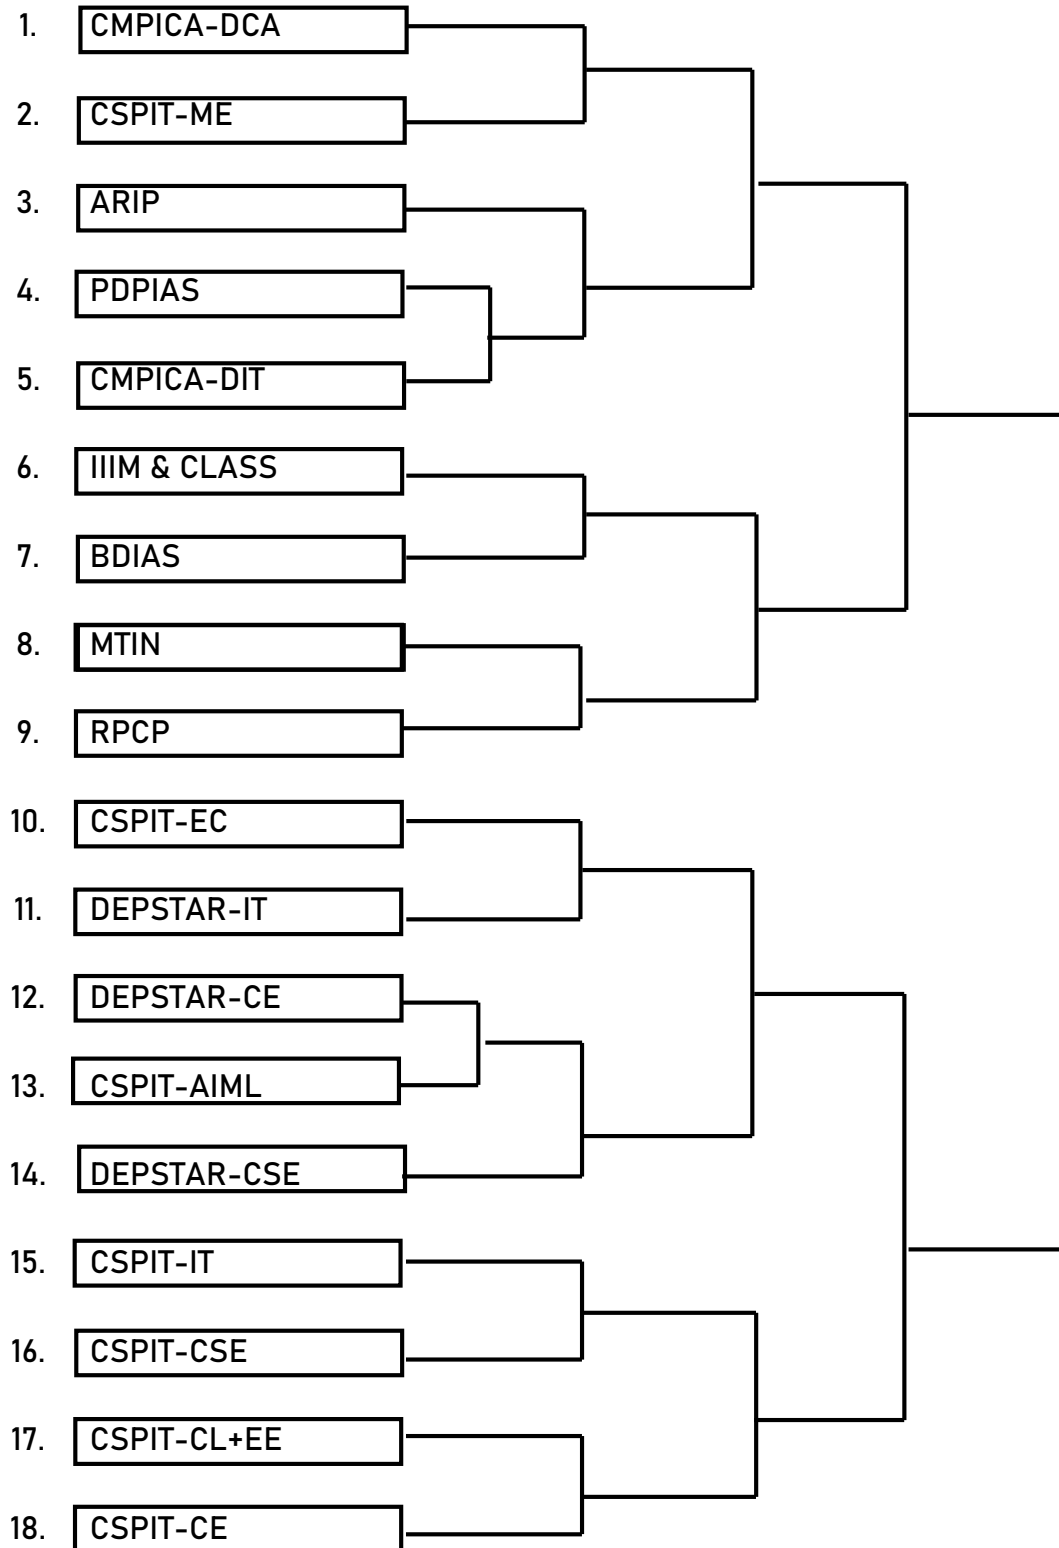 1. CMPICA-DCA
2. CSPIT-ME
3. ARIP
4. PDPIAS
5. CMPICA-DIT
6. IIIM & CLASS
7. BDIAS
8. MTIN
9. RPCP
10. CSPIT-EC
11. DEPSTAR-IT
12. DEPSTAR-CE
13. CSPIT-AIML
14. DEPSTAR-CSE
15. CSPIT-IT
16. CSPIT-CSE
17. CSPIT-CL+EE
18. CSPIT-CE